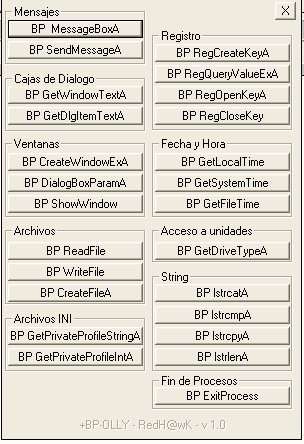 Mensajes
BP MessageBoxA
BP SendMessageA
Cajas de Dialogo
BP GetWindowTextA
BP GetDlgItemTextA
Ventanas
BP CreateWindowExA
BP DialogBoxParamA
BP ShowWindow
Archivos
BP ReadFile
BP WriteFile
BP CreateFileA
Archivos INI
BP GetPrivateProfileStringA
BP GetPrivateProfileIntA
X
Registro
BP RegCreateKeyA
BP RegQueryValueExA
BP RegOpenKeyA
BP RegCloseKey
Fecha y Hora
BP GetLocalTime
BP GetSystemTime
BP GetFileTime
Acceso a unidades
BP GetDriveTypeA
String
BP lstrcatA
BP lstrcmpA
BP lstrcpyA
BP lstrlenA
Fin de Procesos
BP ExitProcess
+BP-OLLY - RedH@wK - v 1.0